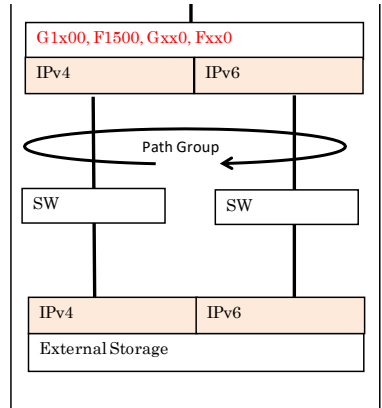 G1x00, F1500, Gxx0, Fxx0
IPv4 IPv6
Path Group
SW SW
IPv4 IPv6
External Storage